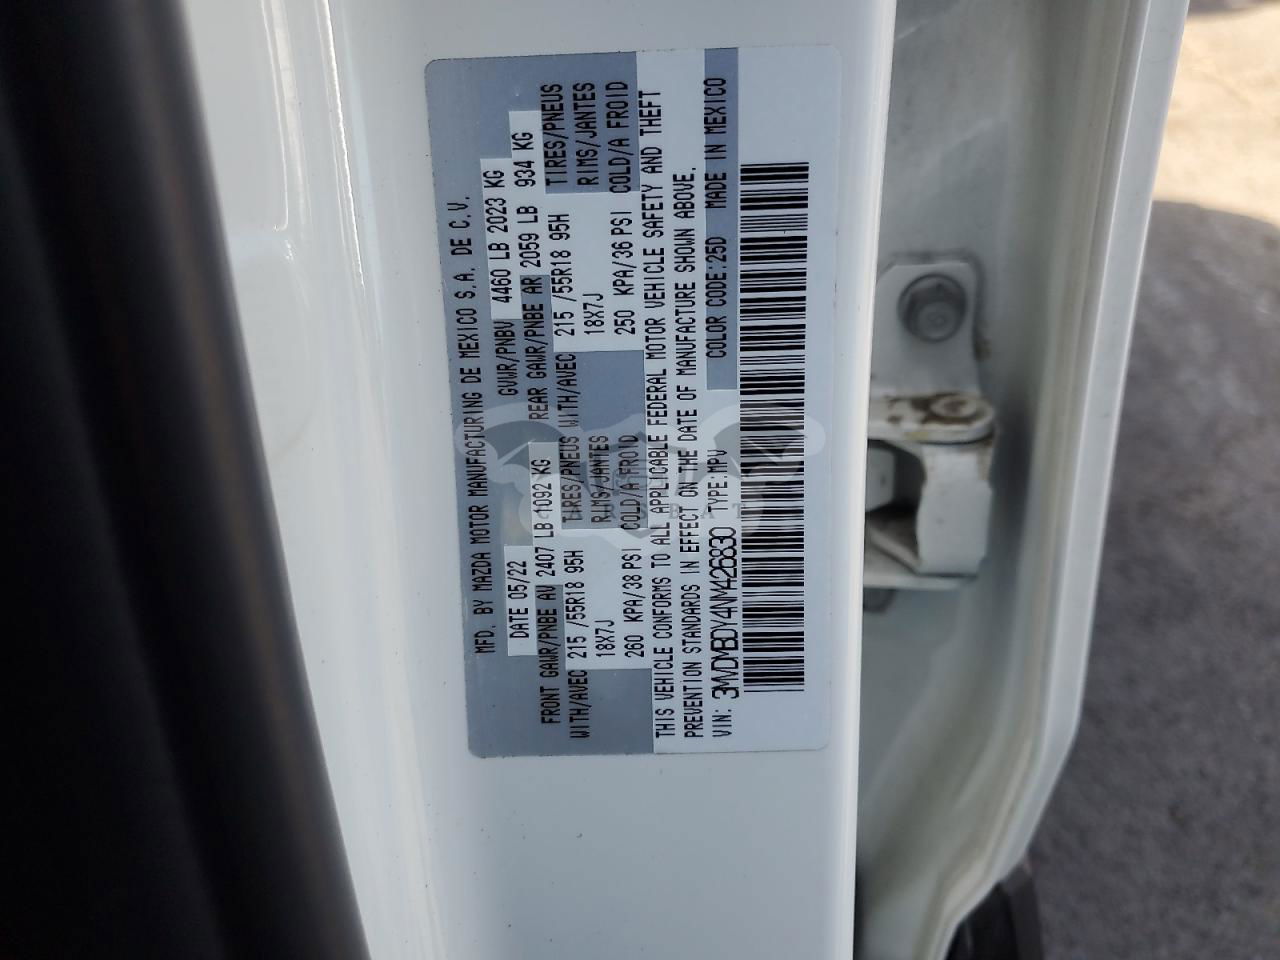 MFD. BY MAZDA MOTOR MANUFACTURING DE MEXICO S.A. DE C.V.
DATE 05/22 GVWR/PNBV 4460 LB 2023 KG
FRONT GAWR/PNBE AV 2407 LB 1092 KG REAR GAWR/PNBE AR 2059 LB 934 KG
WITH/AVEC 215 /55R18 95H TIRES/PNEUS WITH/AVEC 215 /55R18 95H TIRES/PNEUS
18X7J RIMS/JANTES 18X7J RIMS/JANTES
260 KPA/38 PSI COLD/A FROID 250 KPA/36 PSI COLD/A FROID
THIS VEHICLE CONFORMS TO ALL APPLICABLE FEDERAL MOTOR VEHICLE SAFETY AND THEFT
PREVENTION STANDARDS IN EFFECT ON THE DATE OF MANUFACTURE SHOWN ABOVE.
VIN: 3MVDMBDY4NM426830 TYPE:MPV COLOR CODE:25D MADE IN MEXICO